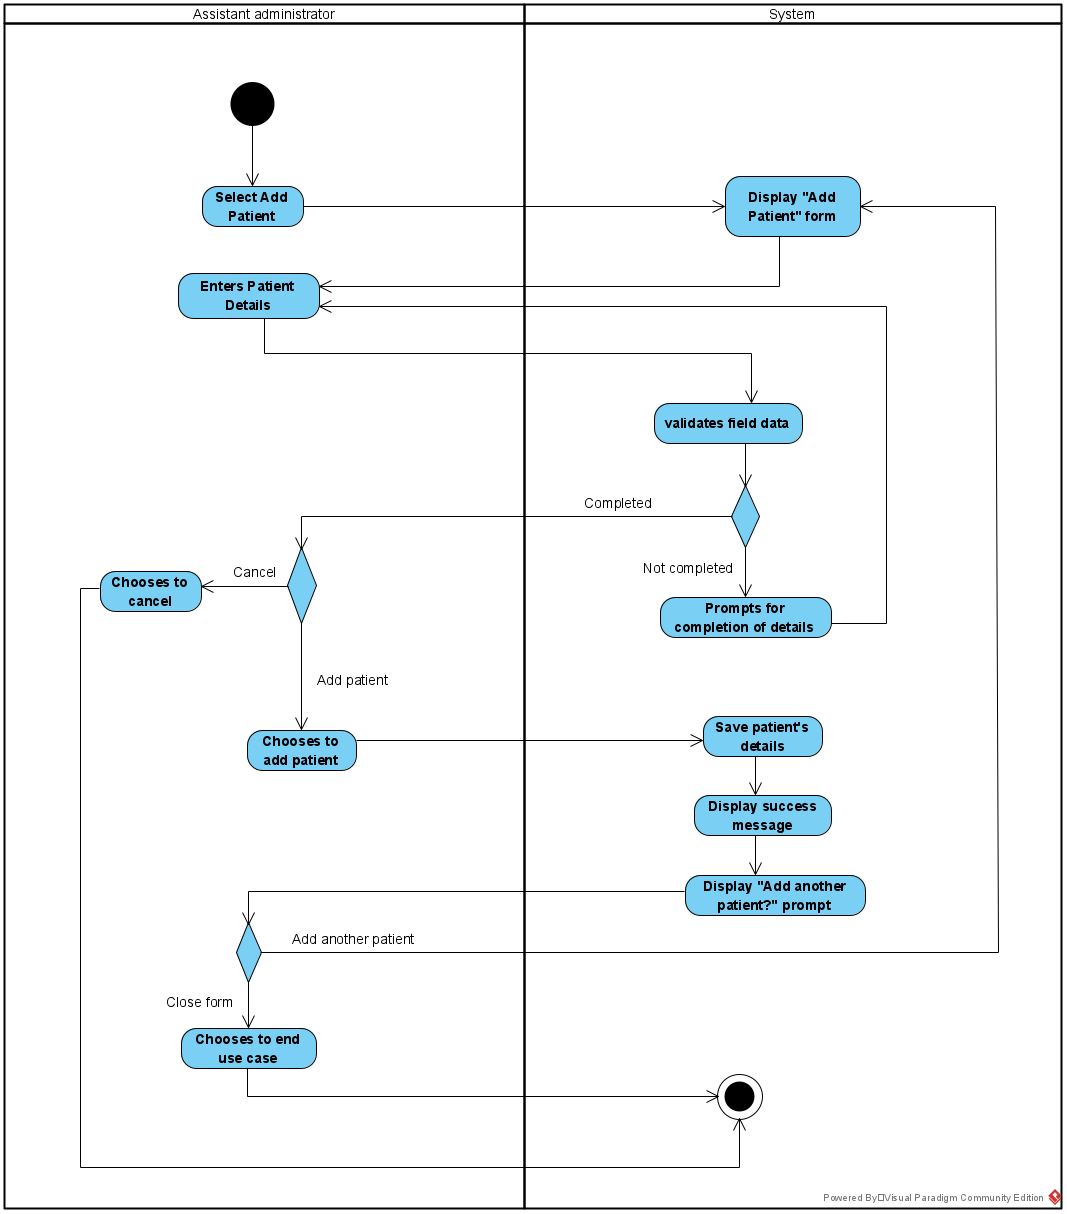 Assistant administrator
System
Select Add
Patient
Display "Add
Patient" form
Enters Patient
Details
validates field data
Completed
Not completed
Cancel
Chooses to
cancel
Prompts for
completion of details
Add patient
Chooses to
add patient
Save patient's
details
Display success
message
Display "Add another
patient?" prompt
Add another patient
Close form
Chooses to end
use case
Powered By□Visual Paradigm Community Edition